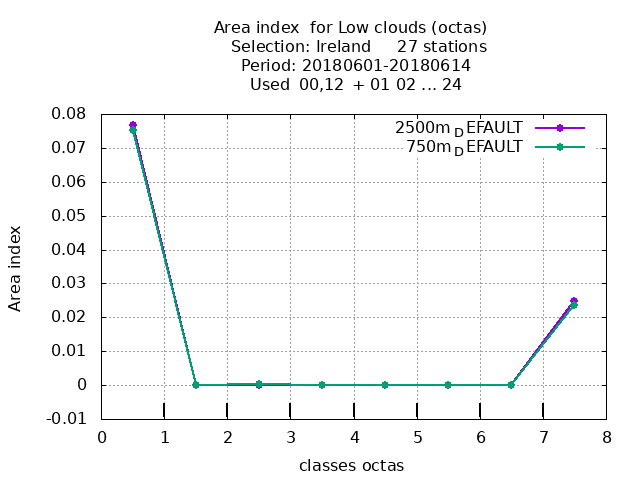 Area index  for Low clouds (octas)
Selection: Ireland     27 stations
Period: 20180601-20180614
Used  00,12  + 01 02 ... 24
2500m_DEFAULT
750m_DEFAULT
0.08
0.07
0.06
0.05
0.04
0.03
0.02
0.01
0
-0.01
Area index
0 1 2 3 4 5 6 7 8
classes octas